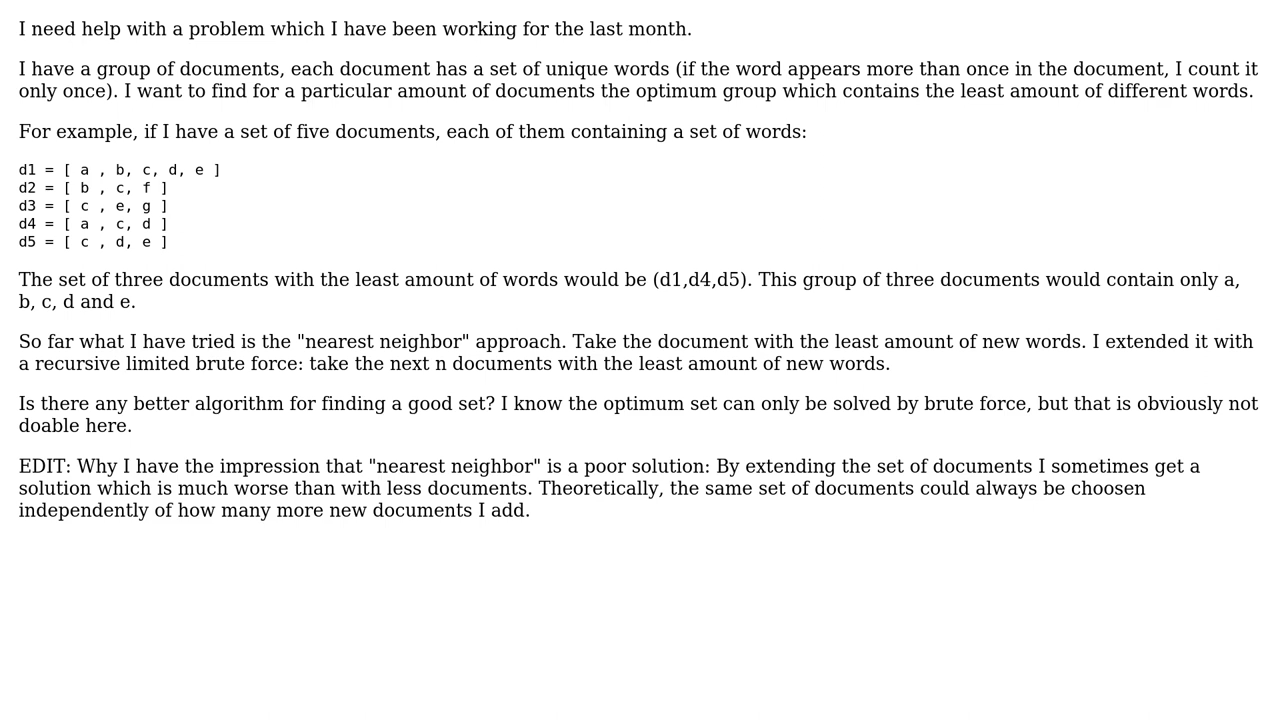 I need help with a problem which I have been working for the last month.
I have a group of documents, each document has a set of unique words (if the word appears more than once in the document, I count it
only once). I want to find for a particular amount of documents the optimum group which contains the least amount of different words.
For example, if I have a set of five documents, each of them containing a set of words:
d1 = [ a , b, c, d, e ]
d2 = [ b , c, f ]
d3 = [ c , e, g ]
d4 = [ a , c, d ]
d5 = [ c , d, e ]
The set of three documents with the least amount of words would be (d1,d4,d5). This group of three documents would contain only a,
b, c, d and e.
So far what I have tried is the "nearest neighbor" approach. Take the document with the least amount of new words. I extended it with
a recursive limited brute force: take the next n documents with the least amount of new words.
Is there any better algorithm for finding a good set? I know the optimum set can only be solved by brute force, but that is obviously not
doable here.
EDIT: Why I have the impression that "nearest neighbor" is a poor solution: By extending the set of documents I sometimes get a
solution which is much worse than with less documents. Theoretically, the same set of documents could always be choosen
independently of how many more new documents I add.